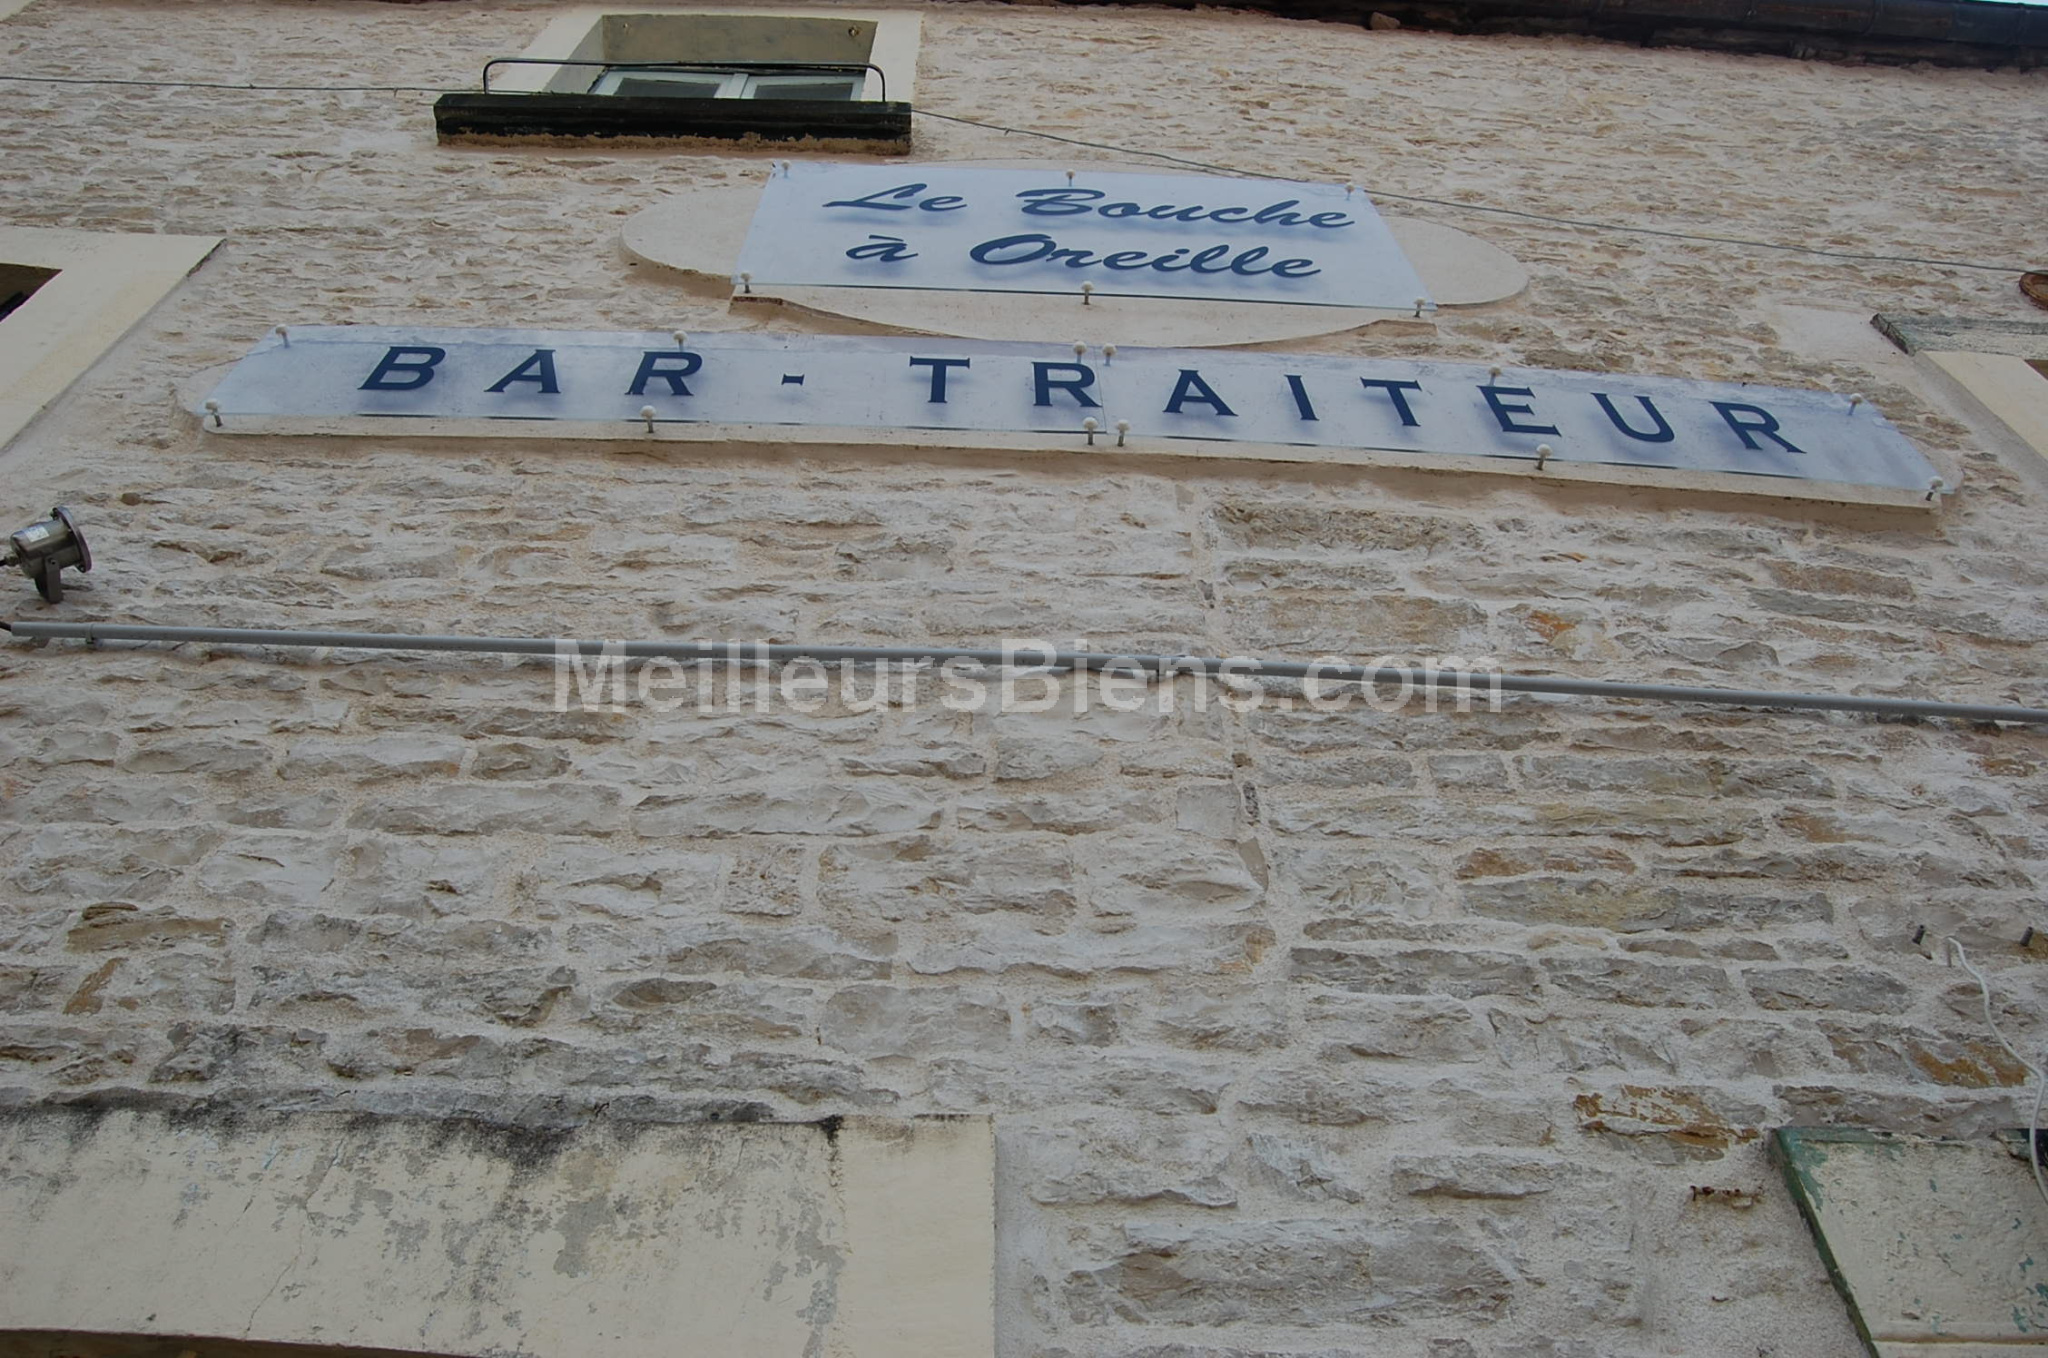 Le Bouche
à Oreille
BAR - TRAITEUR
MeilleursBiens.com